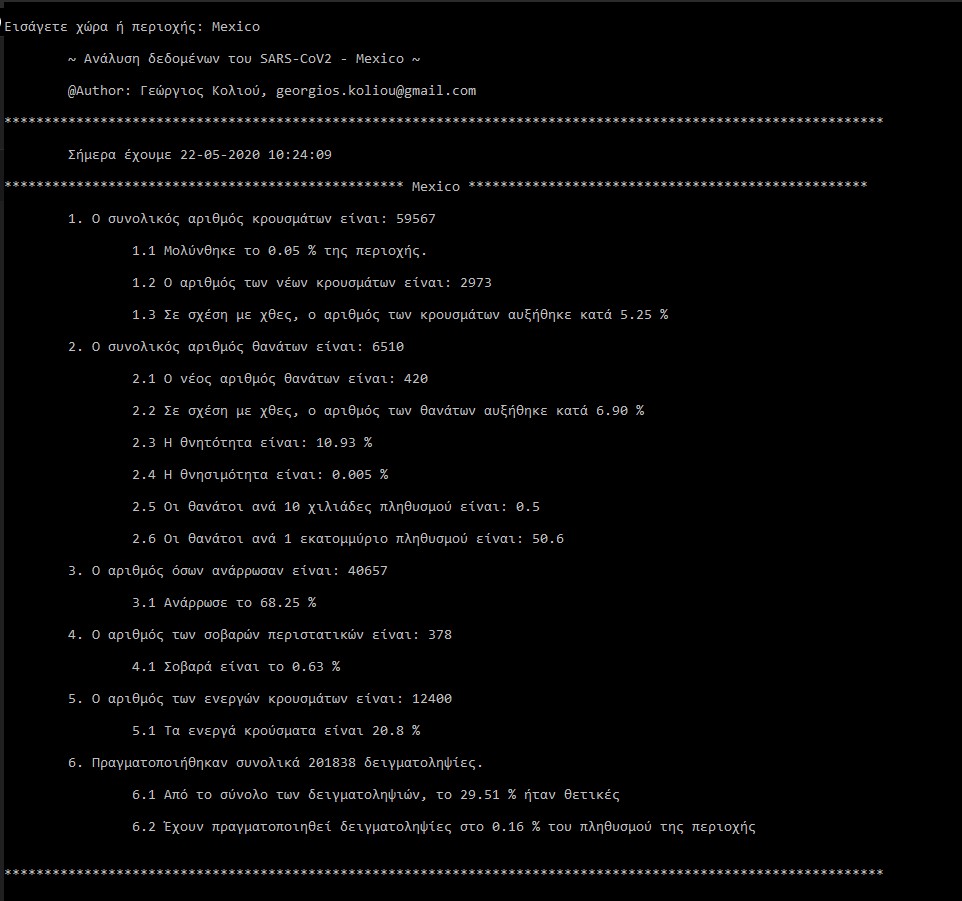 Εισάγετε χώρα ή περιοχής: Mexico
~ Ανάλυση δεδομένων του SARS-CoV2 - Mexico ~
@Author: Γεώργιος Κολιού, georgios.koliou@gmail.com
**************************************************************************************************************
Σήμερα έχουμε 22-05-2020 10:24:09
************************************************** Mexico **************************************************
1. Ο συνολικός αριθμός κρουσμάτων είναι: 59567
1.1 Μολύνθηκε το 0.05 % της περιοχής.
1.2 Ο αριθμός των νέων κρουσμάτων είναι: 2973
1.3 Σε σχέση με χθες, ο αριθμός των κρουσμάτων αυξήθηκε κατά 5.25 %
2. Ο συνολικός αριθμός θανάτων είναι: 6510
2.1 Ο νέος αριθμός θανάτων είναι: 420
2.2 Σε σχέση με χθες, ο αριθμός των θανάτων αυξήθηκε κατά 6.90 %
2.3 Η θνητότητα είναι: 10.93 %
2.4 Η θνησιμότητα είναι: 0.005 %
2.5 Οι θανάτοι ανά 10 χιλιάδες πληθυσμού είναι: 0.5
2.6 Οι θανάτοι ανά 1 εκατομμύριο πληθυσμού είναι: 50.6
3. Ο αριθμός όσων ανάρρωσαν είναι: 40657
3.1 Ανάρρωσε το 68.25 %
4. Ο αριθμός των σοβαρών περιστατικών είναι: 378
4.1 Σοβαρά είναι το 0.63 %
5. Ο αριθμός των ενεργών κρουσμάτων είναι: 12400
5.1 Τα ενεργά κρούσματα είναι 20.8 %
6. Πραγματοποιήθηκαν συνολικά 201838 δειγματοληψίες.
6.1 Από το σύνολο των δειγματοληψιών, το 29.51 % ήταν θετικές
6.2 Έχουν πραγματοποιηθεί δειγματοληψίες στο 0.16 % του πληθυσμού της περιοχής
**************************************************************************************************************